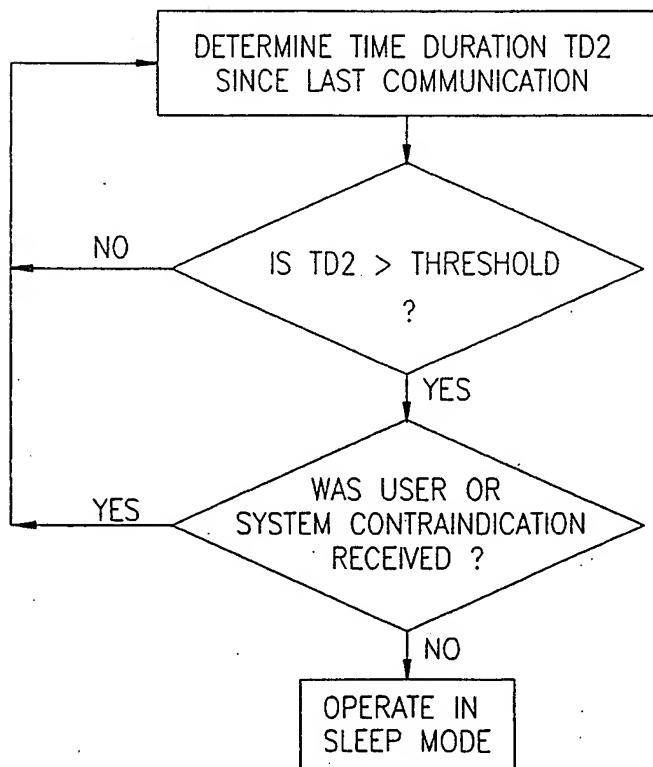 DETERMINE TIME DURATION TD2
SINCE LAST COMMUNICATION
NO
IS TD2 > THRESHOLD
?
YES
YES
WAS USER OR
SYSTEM CONTRAINDICATION
RECEIVED ?
NO
OPERATE IN
SLEEP MODE